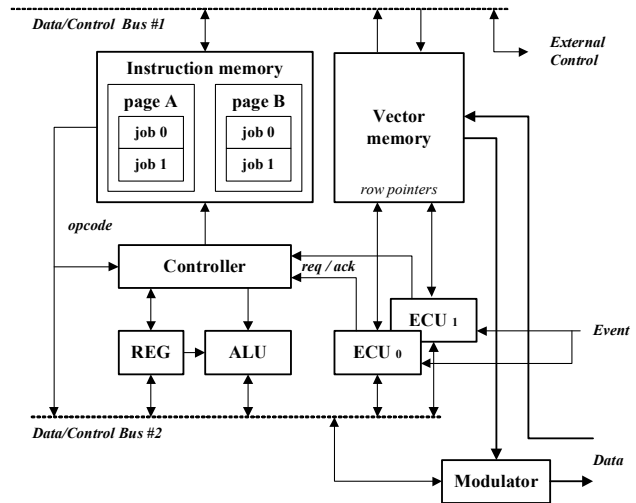 Data/Control Bus #1
External
Control
Instruction memory
page A
page B
job 0
job 0
job 1
job 1
Vector
memory
row pointers
opcode
Controller
req / ack
ECU 1
REG
ALU
ECU 0
Event
Data/Control Bus #2
Data
Modulator